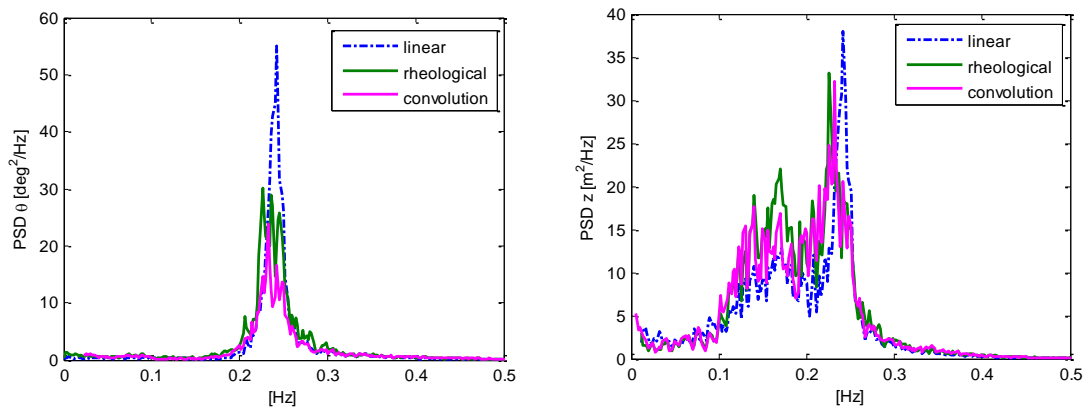 60
50
40
30
20
10
0
PSD θ [deg²/Hz]
linear
rheological
convolution
0 0.1 0.2 0.3 0.4 0.5
[Hz]
40
35
30
25
20
15
10
5
0
PSD z [m²/Hz]
linear
rheological
convolution
0 0.1 0.2 0.3 0.4 0.5
[Hz]